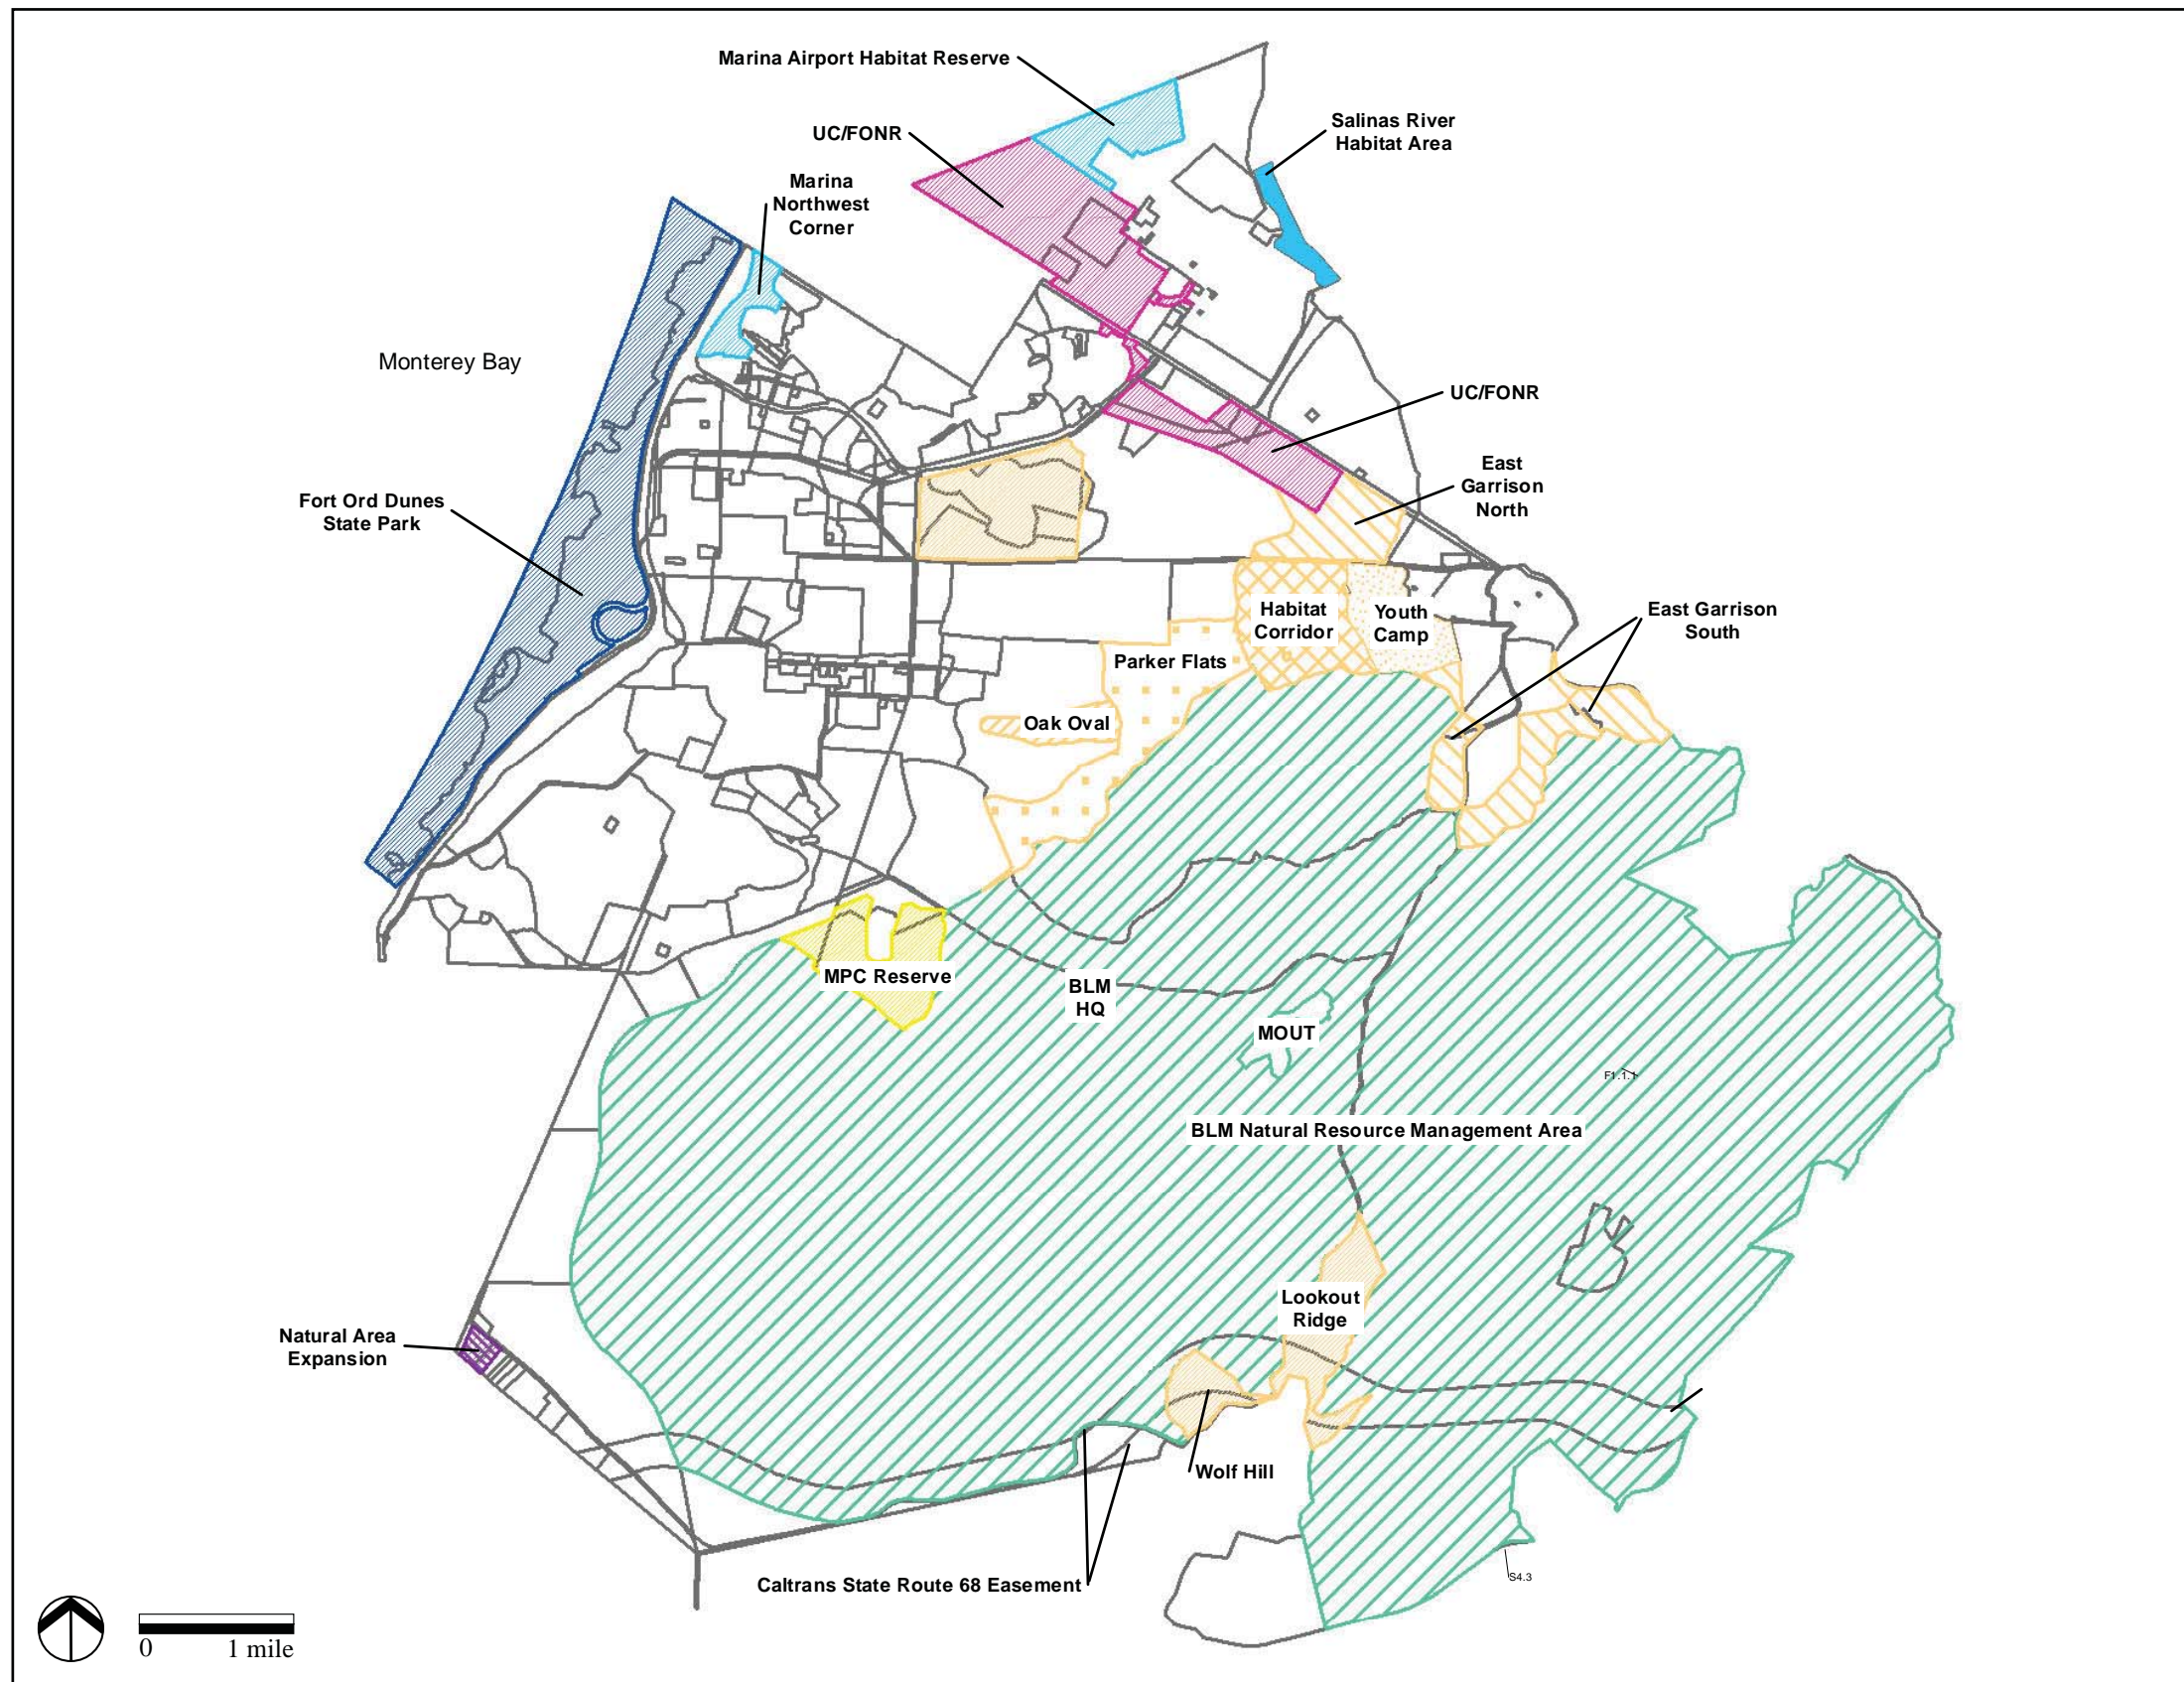 Marina Airport Habitat Reserve
UC/FONR
Salinas River
Habitat Area
Marina
Northwest
Corner
Monterey Bay
UC/FONR
East
Garrison
North
Fort Ord Dunes
State Park
Habitat
Corridor
Youth
Camp
East Garrison
South
Parker Flats
Oak Oval
MPC Reserve
BLM
HQ
MOUT
F1.1.1
BLM Natural Resource Management Area
Lookout
Ridge
Natural Area
Expansion
Wolf Hill
Caltrans State Route 68 Easement
S4.3
0
1 mile